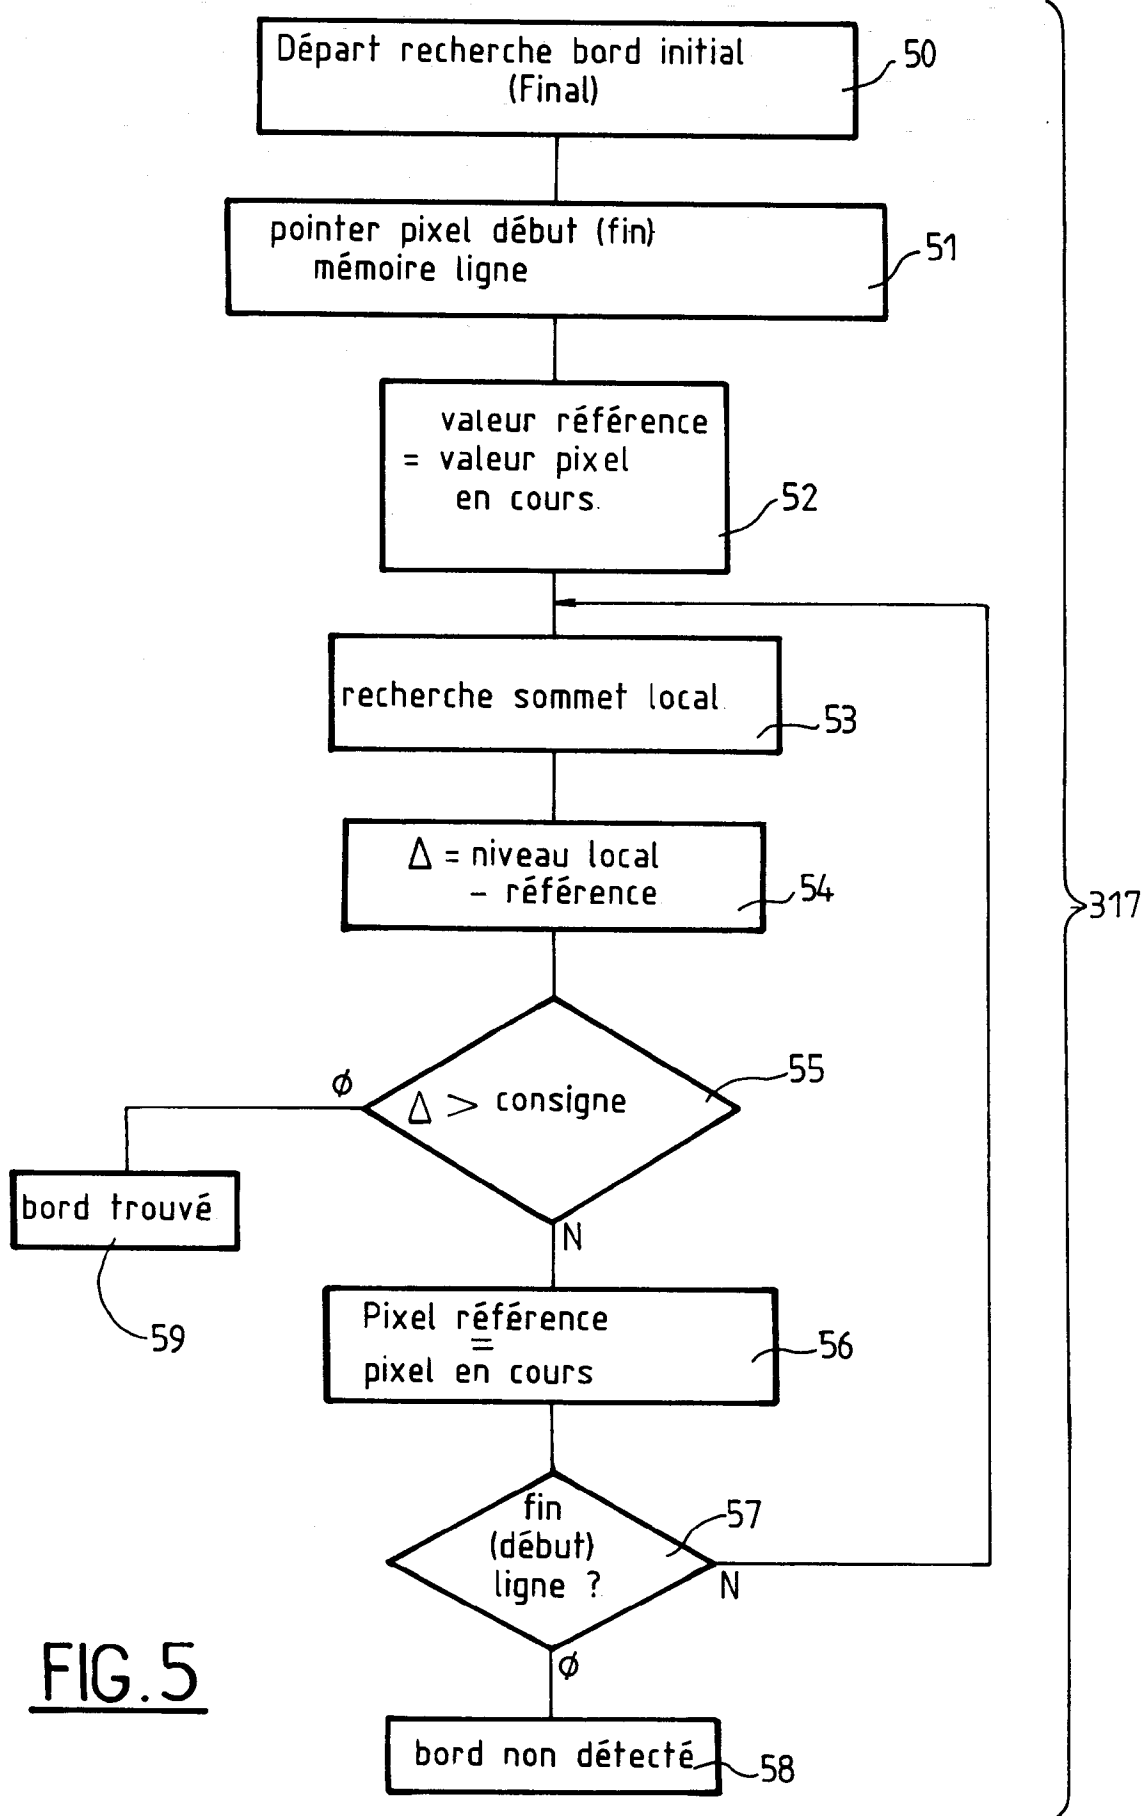 Départ recherche bord initial
(Final)
50
pointer pixel début (fin)
mémoire ligne
51
valeur référence
= valeur pixel
en cours.
52
recherche sommet local
53
Δ = niveau local
- référence
54
317
Δ > consigne
55
Ø
bord trouvé
59
N
Pixel référence
=
pixel en cours
56
fin
(début)
ligne ?
57
N
Ø
bord non détecté
58
FIG.5